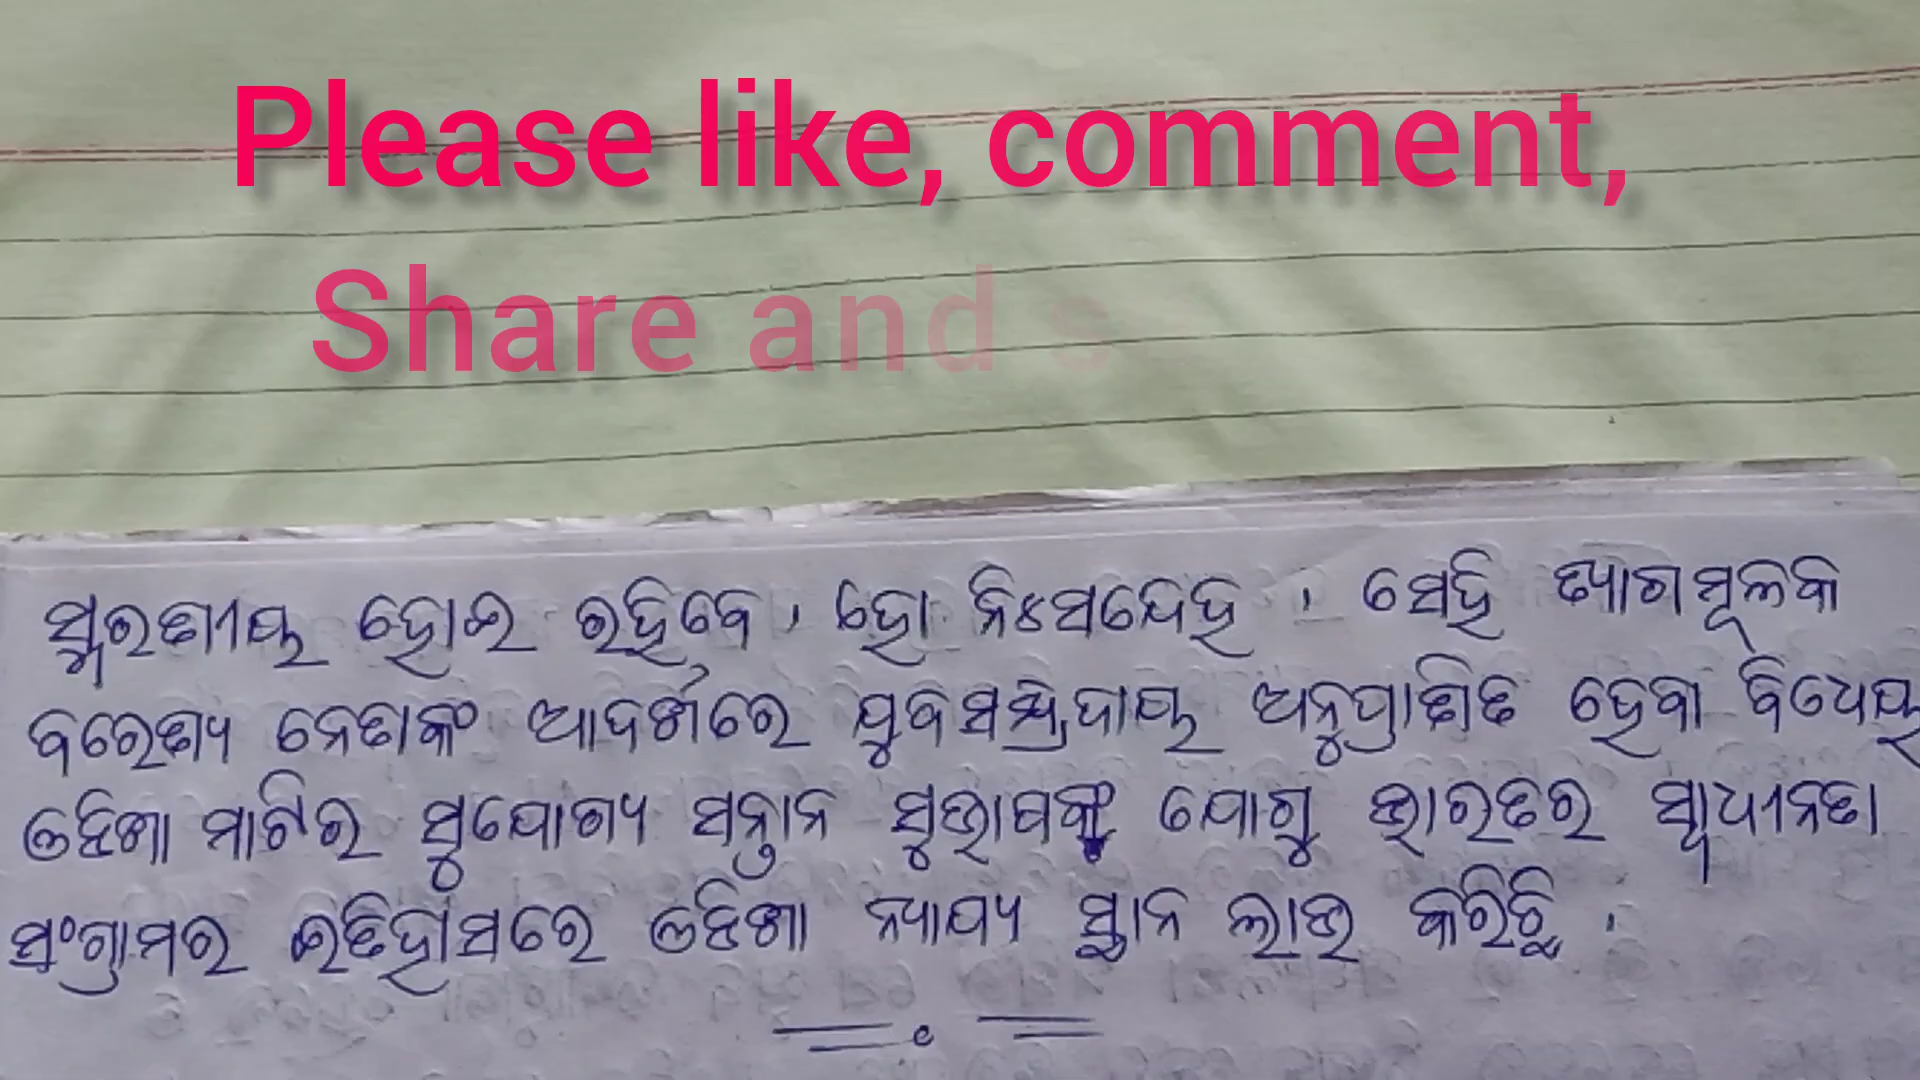 Please like, comment,
Share and s
ସ୍ମରଣୀୟ ହୋଇ ରହିବେ, ହୋ ନିଃସନ୍ଦେହ । ସେହି ତ୍ୟାଗମୂଳକ
ବରେଣ୍ୟ ନେତାଙ୍କ ଆଦର୍ଶରେ ଯୁବସମ୍ପ୍ରଦାୟ ଅନୁପ୍ରାଣିତ ହେବା ବିଧେୟ
ଓଡ଼ିଶା ମାଟିର ସୁଯୋଗ୍ୟ ସନ୍ତାନ ସୁଭାଷଙ୍କୁ ଯୋଗୁ ଭାରତର ସ୍ୱାଧୀନତା
ସଂଗ୍ରାମର ଇତିହାସରେ ଓଡ଼ିଶା ନ୍ୟାଯ୍ୟ ସ୍ଥାନ ଲାଭ କରିଛି ।